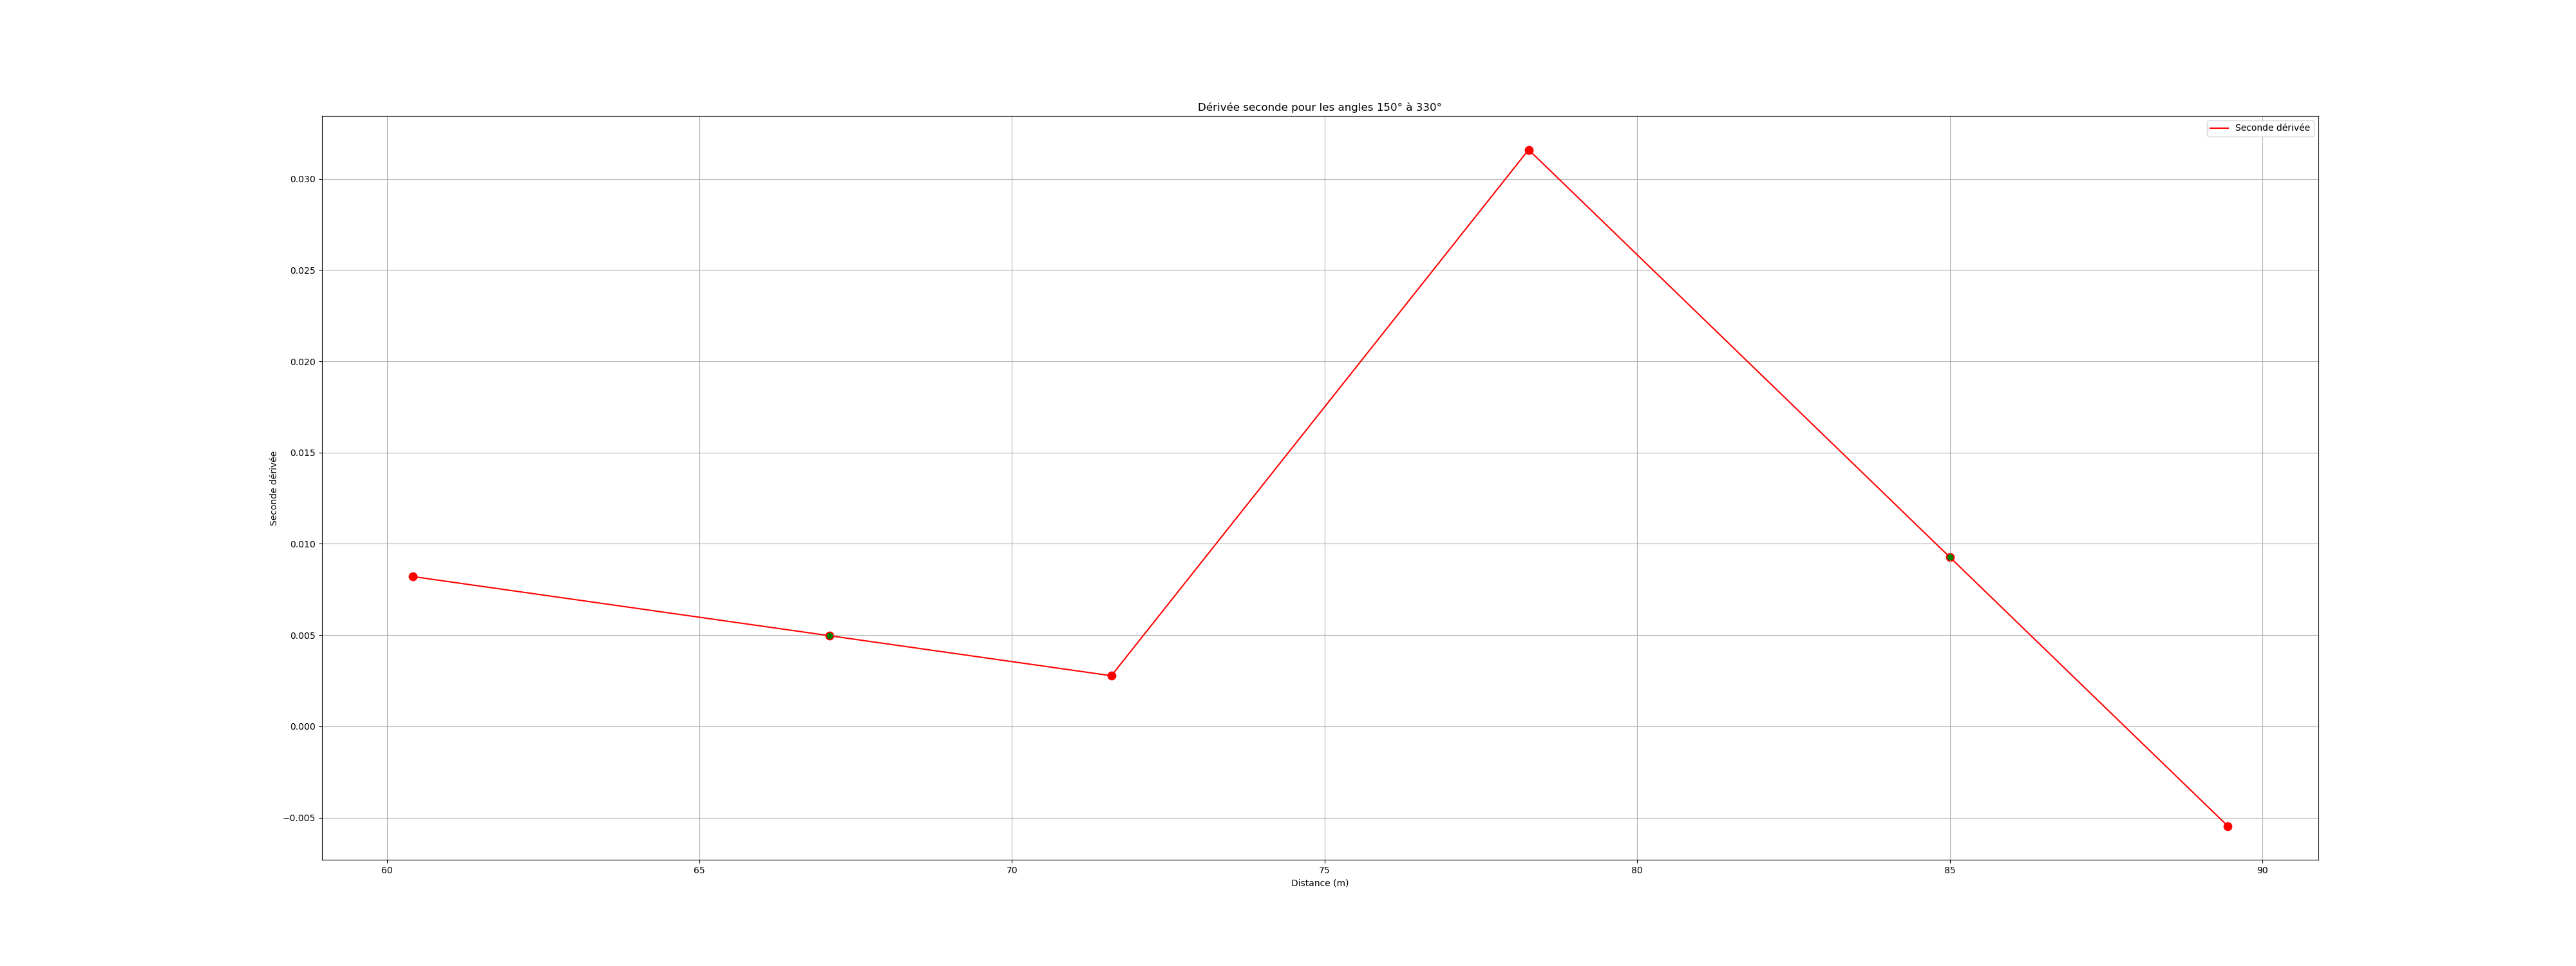 Dérivée seconde pour les angles 150° à 330°
Seconde dérivée
0.030
0.025
0.020
0.015
0.010
0.005
0.000
−0.005
Seconde dérivée
60 65 70 75 80 85 90
Distance (m)